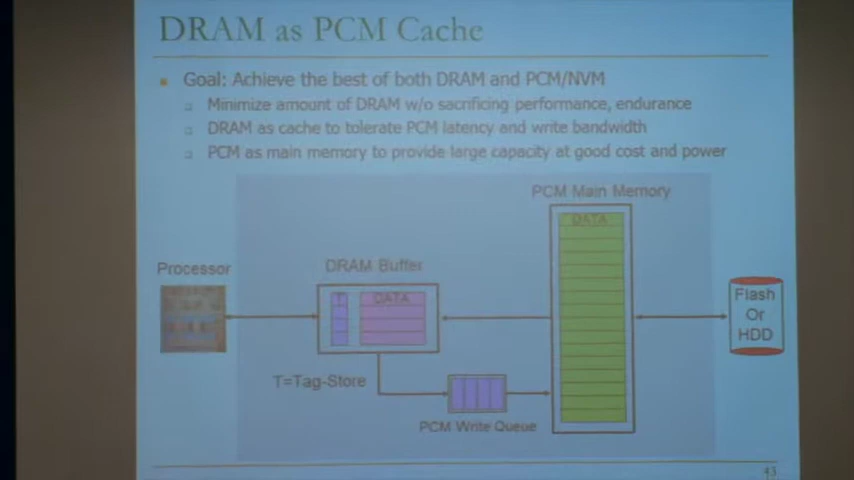 DRAM as PCM Cache
Goal: Achieve the best of both DRAM and PCM/NVM
Minimize amount of DRAM w/o sacrificing performance, endurance
DRAM as cache to tolerate PCM latency and write bandwidth
PCM as main memory to provide large capacity at good cost and power
PCM Main Memory
DATA
Processor
DRAM Buffer
T
DATA
Flash
Or
HDD
T=Tag-Store
PCM Write Queue
43